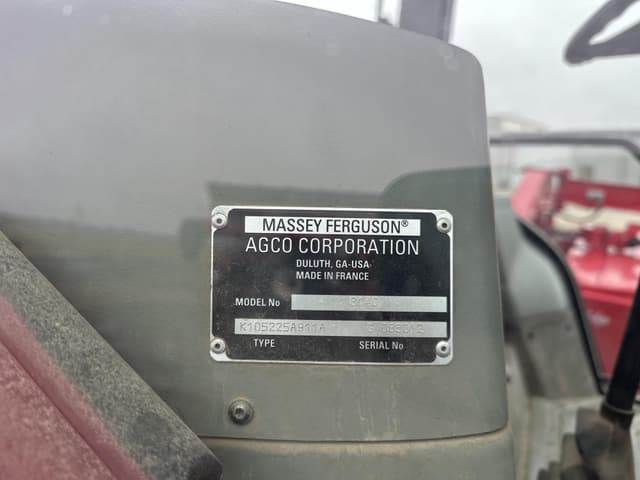 MASSEY FERGUSON®
AGCO CORPORATION
DULUTH, GA-USA
MADE IN FRANCE
MODEL No
K105225A911A
TYPE SERIAL No